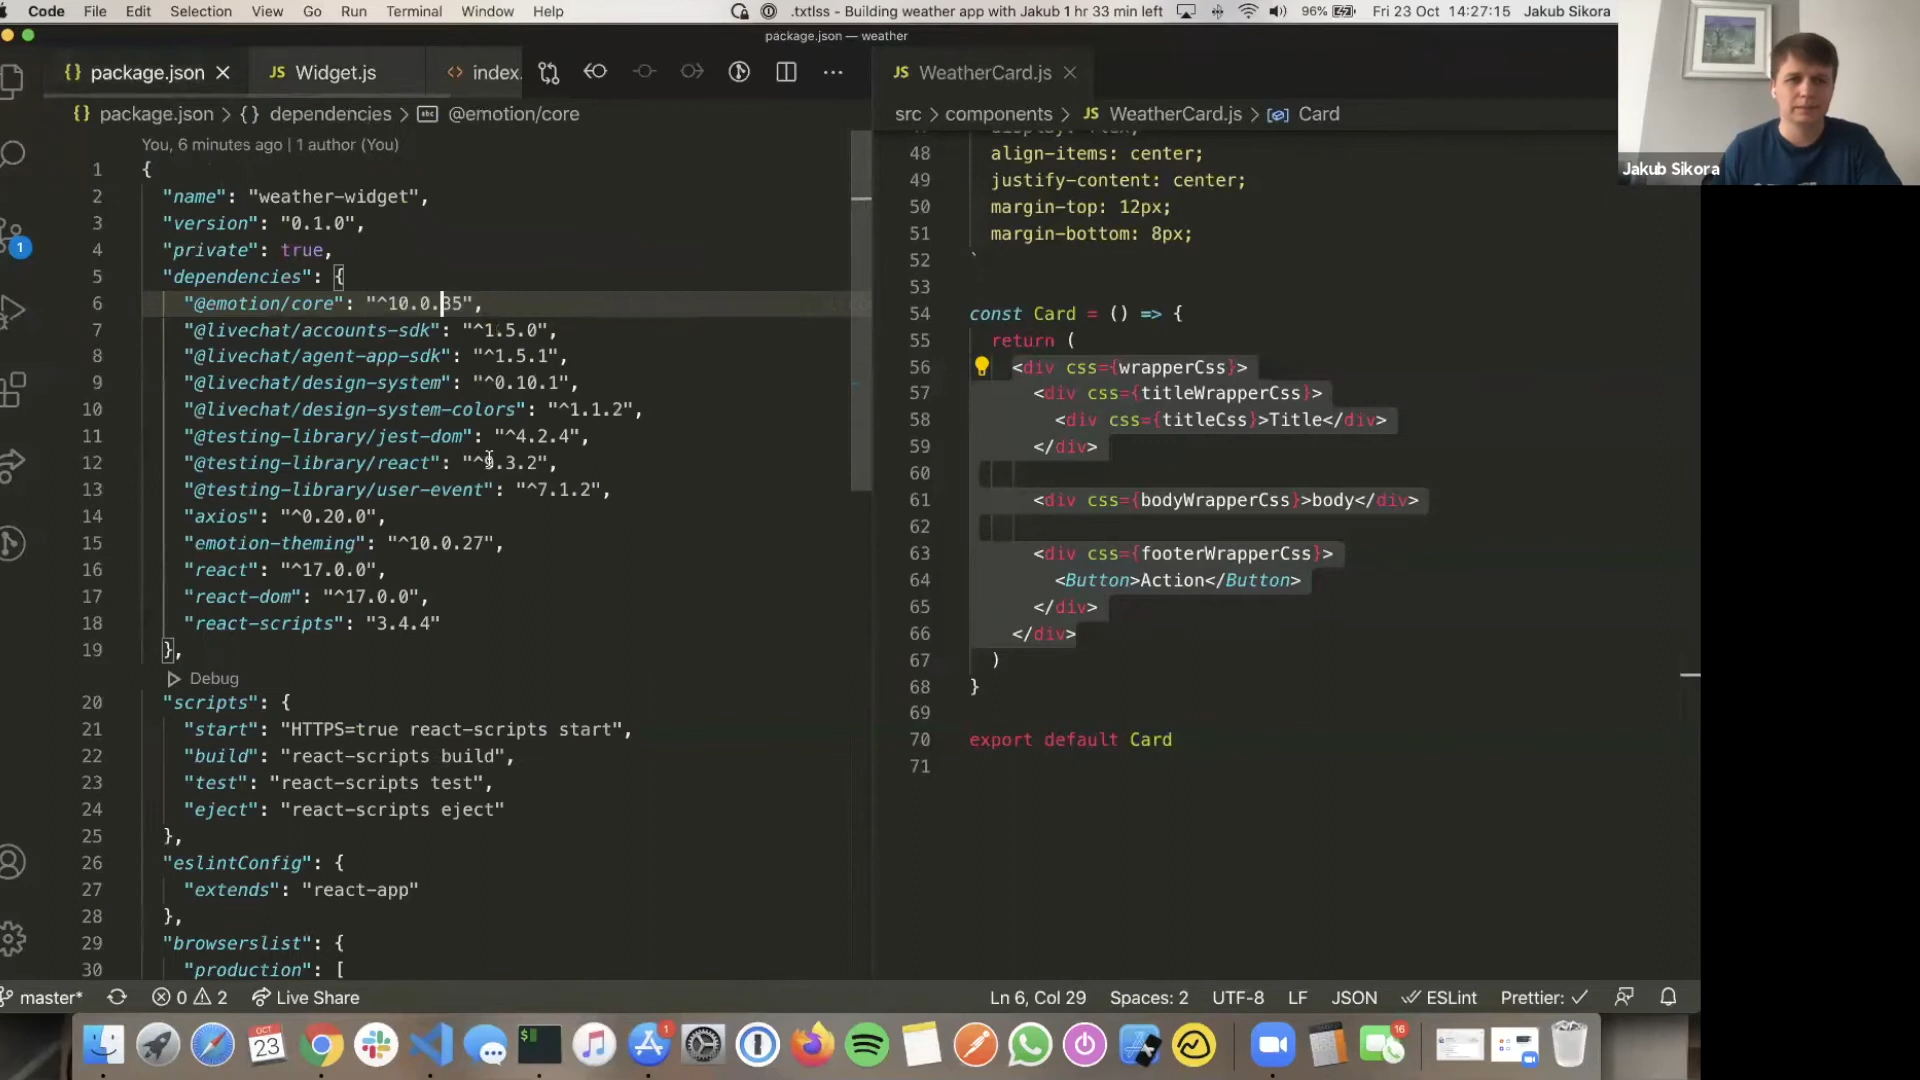 Code File Edit Selection View Go Run Terminal Window Help
.txtlss - Building weather app with Jakub 1 hr 33 min left 96% Fri 23 Oct 14:27:15 Jakub Sikora
package.json — weather
{} package.json
JS Widget.js
<> index.
{} package.json > {} dependencies > abc @emotion/core
You, 6 minutes ago | 1 author (You)
1 {
2 "name": "weather-widget",
3 "version": "0.1.0",
4 "private": true,
5 "dependencies": {
6 "@emotion/core": "^10.0.35",
7 "@livechat/accounts-sdk": "^1.5.0",
8 "@livechat/agent-app-sdk": "^1.5.1",
9 "@livechat/design-system": "^0.10.1",
10 "@livechat/design-system-colors": "^1.1.2",
11 "@testing-library/jest-dom": "^4.2.4",
12 "@testing-library/react": "^9.3.2",
13 "@testing-library/user-event": "^7.1.2",
14 "axios": "^0.20.0",
15 "emotion-theming": "^10.0.27",
16 "react": "^17.0.0",
17 "react-dom": "^17.0.0",
18 "react-scripts": "3.4.4"
19 },
Debug
20 "scripts": {
21 "start": "HTTPS=true react-scripts start",
22 "build": "react-scripts build",
23 "test": "react-scripts test",
24 "eject": "react-scripts eject"
25 },
26 "eslintConfig": {
27 "extends": "react-app"
28 },
29 "browserslist": {
30 "production": [
JS WeatherCard.js
src > components > JS WeatherCard.js > Card
display: flex;
48 align-items: center;
49 justify-content: center;
50 margin-top: 12px;
51 margin-bottom: 8px;
52 `
53
54 const Card = () => {
55 return (
56 <div css={wrapperCss}>
57 <div css={titleWrapperCss}>
58 <div css={titleCss}>Title</div>
59 </div>
60
61 <div css={bodyWrapperCss}>body</div>
62
63 <div css={footerWrapperCss}>
64 <Button>Action</Button>
65 </div>
66 </div>
67 )
68 }
69
70 export default Card
71
Jakub Sikora
1
master* 0 2 Live Share
Ln 6, Col 29 Spaces: 2 UTF-8 LF JSON ESLint Prettier: ✓
OCT
23
$
1
16